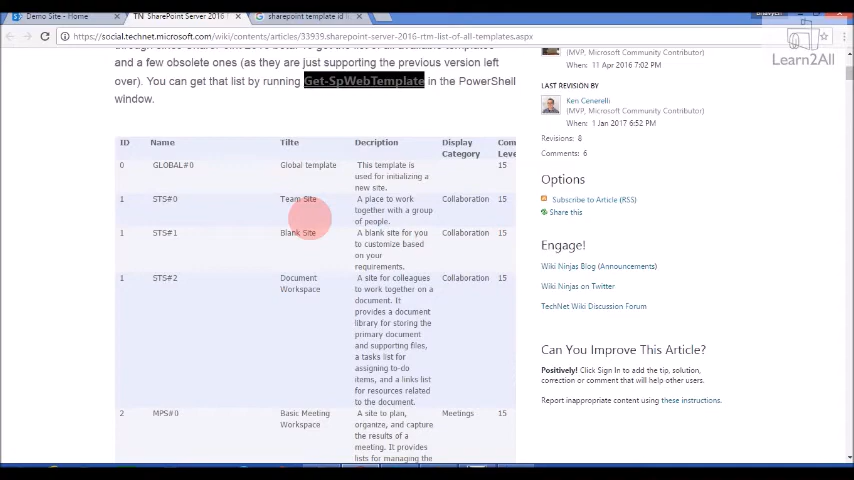 Demo Site - Home
TN SharePoint Server 2016
sharepoint template id li
https://social.technet.microsoft.com/wiki/contents/articles/33939.sharepoint-server-2016-rtm-list-of-all-templates.aspx
Learn2All
and a few obsolete ones (as they are just supporting the previous version left
over). You can get that list by running Get-SpWebTemplate in the PowerShell
window.
ID Name Tilte Decription Display Category Com Leve
0 GLOBAL#0 Global template This template is used for initializing a new site. 15
1 STS#0 Team Site A place to work together with a group of people. Collaboration 15
1 STS#1 Blank Site A blank site for you to customize based on your requirements. Collaboration 15
1 STS#2 Document Workspace A site for colleagues to work together on a document. It provides a document library for storing the primary document and supporting files, a tasks list for assigning to-do items, and a links list for resources related to the document. Collaboration 15
2 MPS#0 Basic Meeting Workspace A site to plan, organize, and capture the results of a meeting. It provides lists for managing the Meetings 15
(MVP, Microsoft Community Contributor)
When: 11 Apr 2016 7:02 PM
LAST REVISION BY
Ken Cenerelli
(MVP, Microsoft Community Contributor)
When: 1 Jan 2017 6:52 PM
Revisions: 8
Comments: 6
Options
Subscribe to Article (RSS)
Share this
Engage!
Wiki Ninjas Blog (Announcements)
Wiki Ninjas on Twitter
TechNet Wiki Discussion Forum
Can You Improve This Article?
Positively! Click Sign In to add the tip, solution,
correction or comment that will help other users.
Report inappropriate content using these instructions.